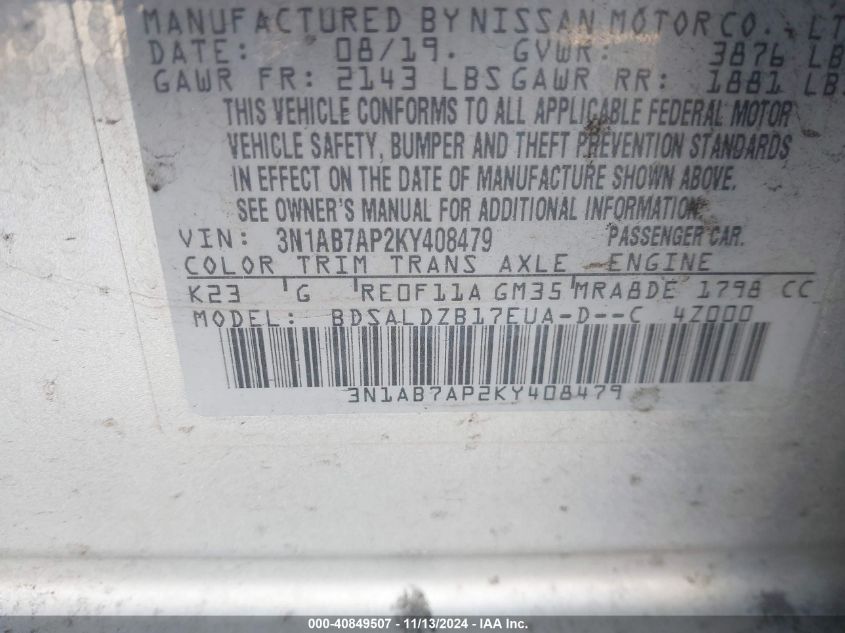 MANUFACTURED BY NISSAN MOTOR CO., LT
DATE: 08/19. GVWR: 3876 LB
GAWR FR: 2143 LBS GAWR RR: 1881 LBS
THIS VEHICLE CONFORMS TO ALL APPLICABLE FEDERAL MOTOR
VEHICLE SAFETY, BUMPER AND THEFT PREVENTION STANDARDS
IN EFFECT ON THE DATE OF MANUFACTURE SHOWN ABOVE.
SEE OWNER'S MANUAL FOR ADDITIONAL INFORMATION.
VIN: 3N1AB7AP2KY408479 PASSENGER CAR.
COLOR TRIM TRANS AXLE ENGINE
K23 G RE0F11A GM35 MRA8DE 1798 CC
MODEL: BDSALDZB17EUA-D--C 4Z000
3N1AB7AP2KY408479
000-40849507 - 11/13/2024 - IAA Inc.